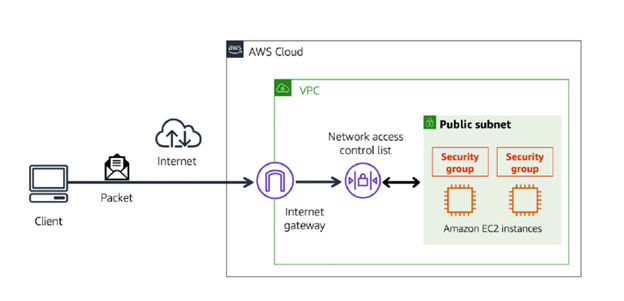 aws
AWS Cloud
VPC
Public subnet
Network access
control list
Internet
Security
group
Security
group
Packet
Client
Internet
gateway
Amazon EC2 instances